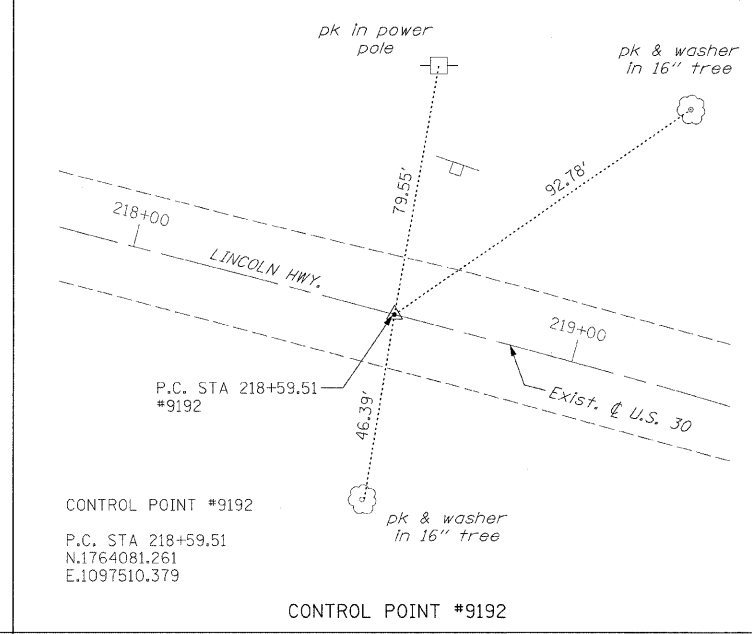 pk in power
pole
pk & washer
in 16" tree
79.55'
92.78'
218+00
LINCOLN HWY.
219+00
P.C. STA 218+59.51
#9192
Exist. ℄ U.S. 30
46.39'
CONTROL POINT #9192
P.C. STA 218+59.51
N.1764081.261
E.1097510.379
pk & washer
in 16" tree
CONTROL POINT #9192